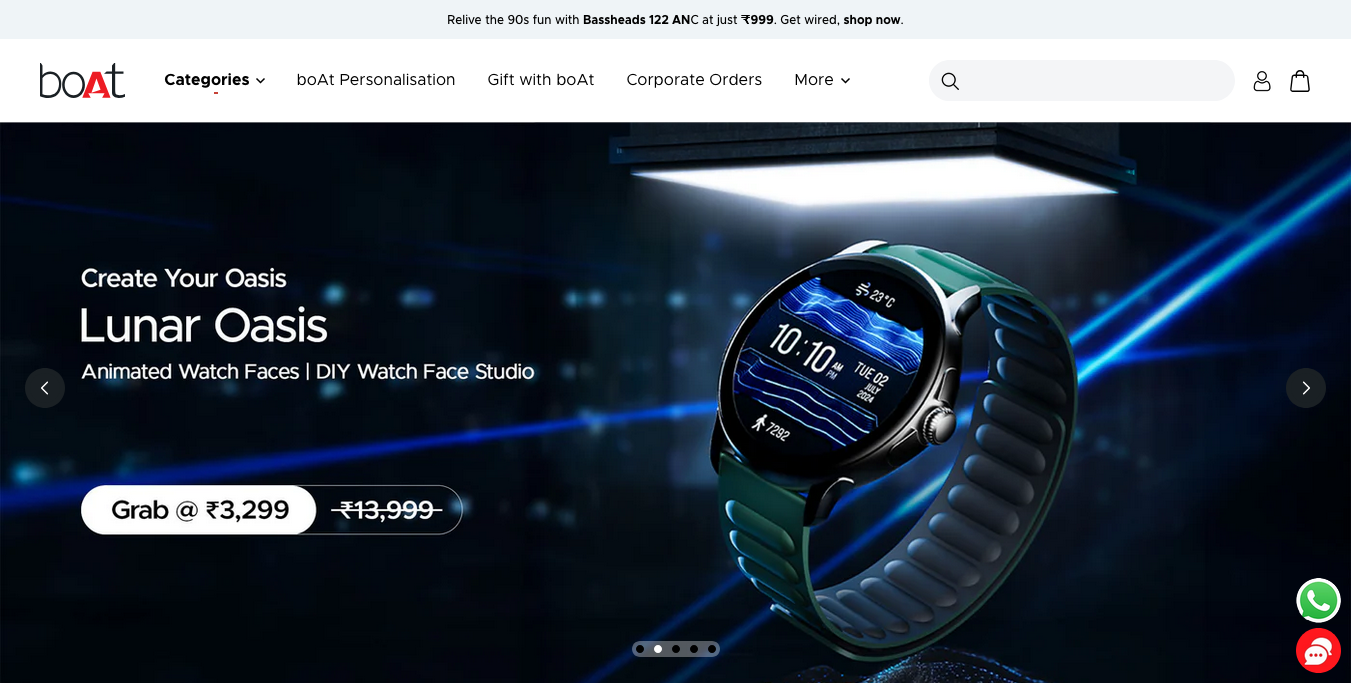 Relive the 90s fun with Bassheads 122 ANC at just ₹999. Get wired, shop now.
boAt
Categories
boAt Personalisation
Gift with boAt
Corporate Orders
More
Create Your Oasis
Lunar Oasis
Animated Watch Faces | DIY Watch Face Studio
Grab @ ₹3,299
₹13,999
23°C
10:10 AM
PM
TUE 02
JULY
2024
7292